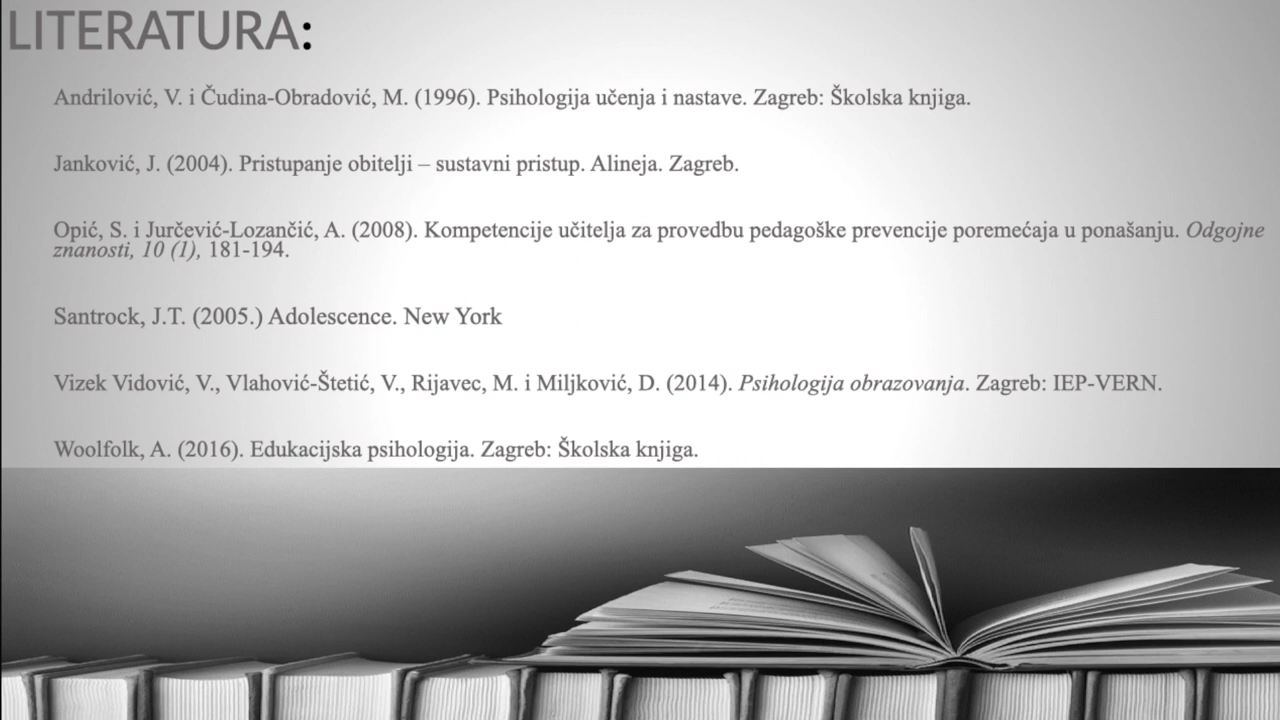 LITERATURA:
Andrilović, V. i Čudina-Obradović, M. (1996). Psihologija učenja i nastave. Zagreb: Školska knjiga.
Janković, J. (2004). Pristupanje obitelji – sustavni pristup. Alineja. Zagreb.
Opić, S. i Jurčević-Lozančić, A. (2008). Kompetencije učitelja za provedbu pedagoške prevencije poremećaja u ponašanju. Odgojne
znanosti, 10 (1), 181-194.
Santrock, J.T. (2005.) Adolescence. New York
Vizek Vidović, V., Vlahović-Štetić, V., Rijavec, M. i Miljković, D. (2014). Psihologija obrazovanja. Zagreb: IEP-VERN.
Woolfolk, A. (2016). Edukacijska psihologija. Zagreb: Školska knjiga.